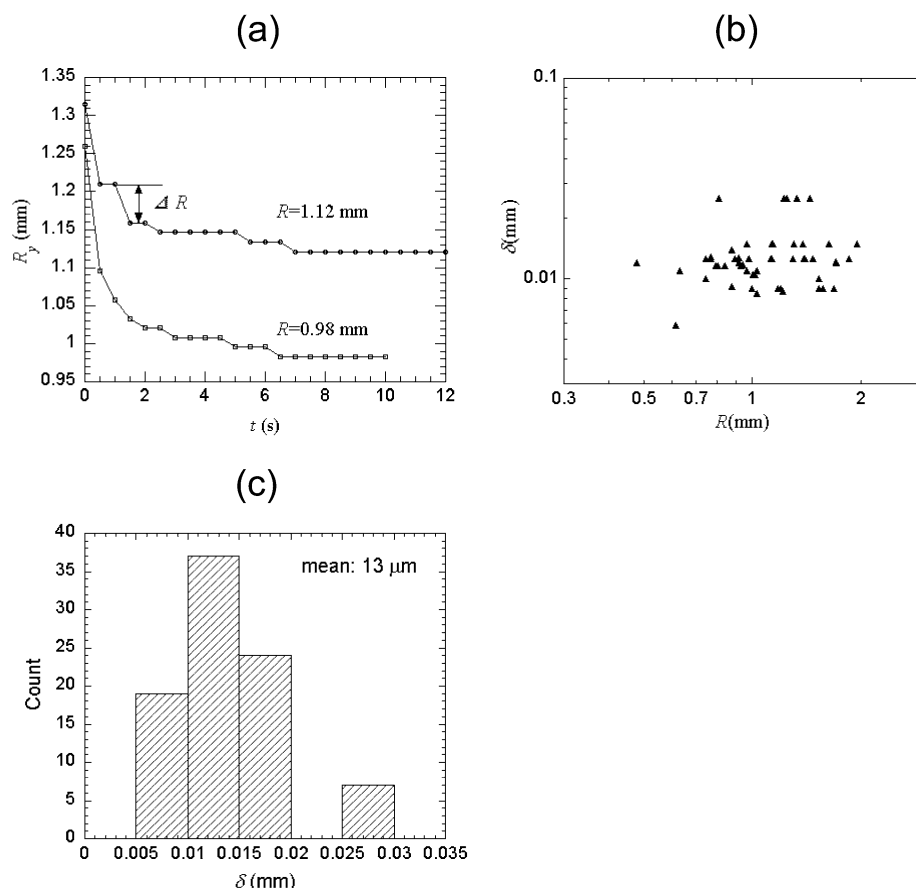 (a)
1.35
1.3
1.25
1.2
1.15
1.1
1.05
1
0.95
R_y (mm)
Δ R
R=1.12 mm
R=0.98 mm
0 2 4 6 8 10 12
t (s)
(b)
0.1
0.01
δ(mm)
0.3 0.7 1 2
R(mm)
(c)
40
35
30
25
20
15
10
5
0
Count
mean: 13 μm
0 0.005 0.01 0.015 0.02 0.025 0.03 0.035
δ (mm)